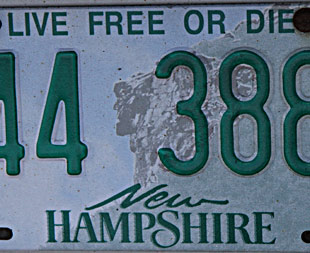 LIVE FREE OR DIE
44 388
New
HAMPSHIRE